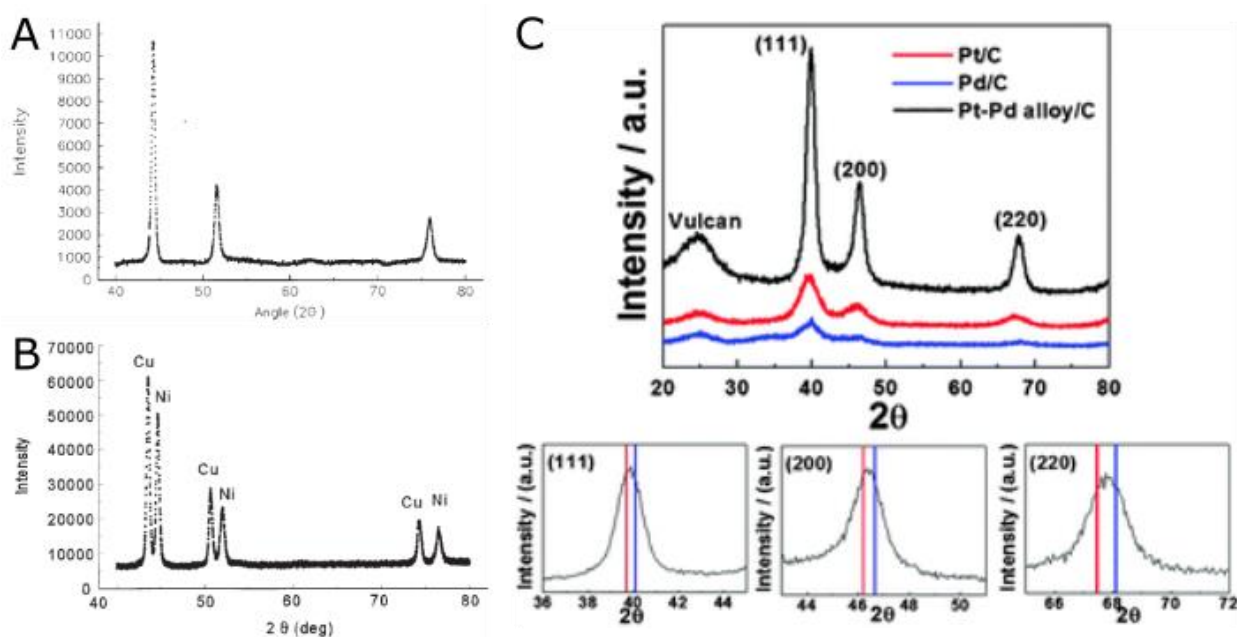 A
11000
10000
9000
8000
7000
6000
5000
4000
3000
2000
1000
0
Intensity
40 50 60 70 80
Angle (2θ)
B
70000
60000
50000
40000
30000
20000
10000
0
Intensity
Cu
Ni
Cu
Ni
Cu
Ni
40 50 60 70 80
2 θ (deg)
C
Intensity / a.u.
(111)
(200)
(220)
Vulcan
Pt/C
Pd/C
Pt-Pd alloy/C
20 30 40 50 60 70 80
2θ
(111)
Intensity / (a.u.)
36 38 40 42 44
2θ
(200)
Intensity / (a.u.)
44 46 48 50
2θ
(220)
Intensity / (a.u.)
66 68 70 72
2θ